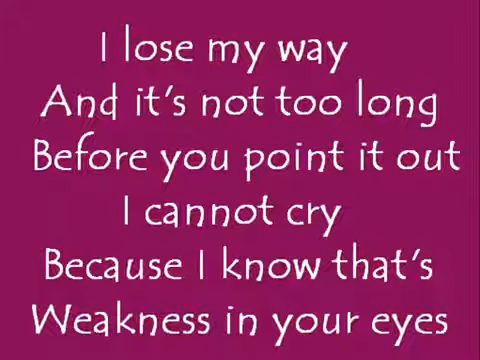 I lose my way
And it's not too long
Before you point it out
I cannot cry
Because I know that's
Weakness in your eyes